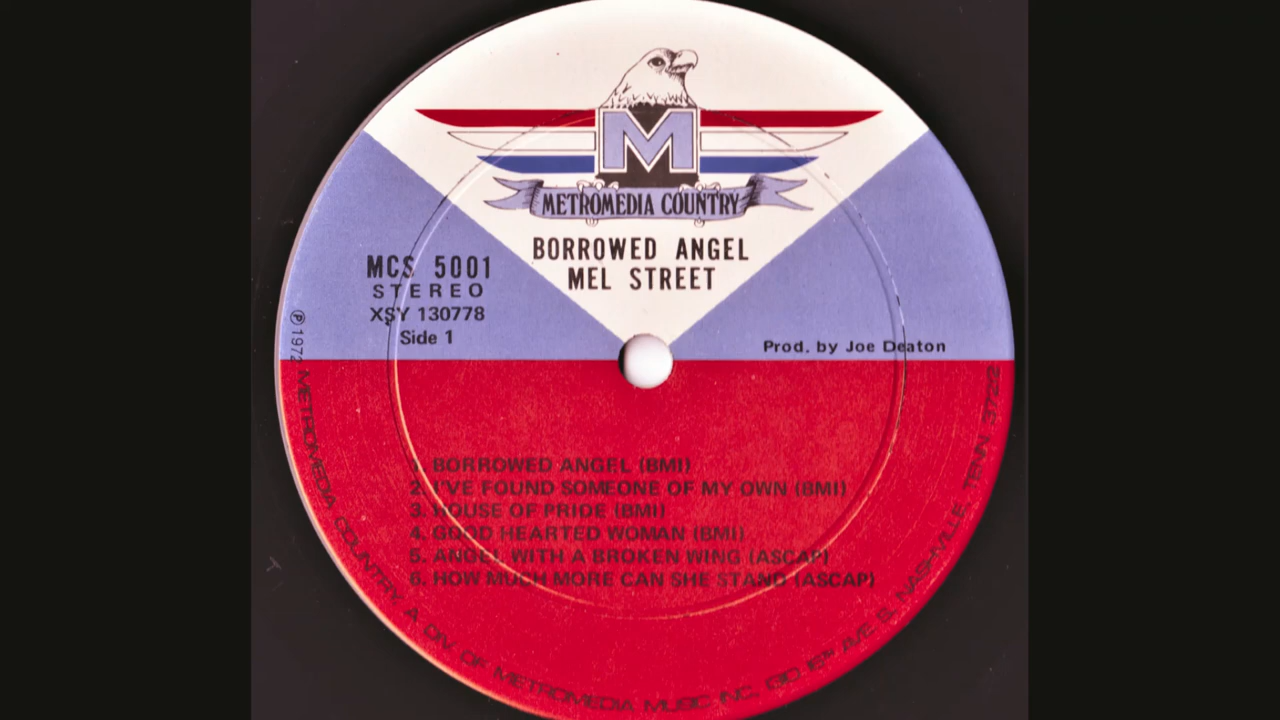 M
METROMEDIA COUNTRY
BORROWED ANGEL
MEL STREET
MCS 5001
STEREO
XSY 130778
Side 1
Prod. by Joe Deaton
1. BORROWED ANGEL (BMI)
2. I'VE FOUND SOMEONE OF MY OWN (BMI)
3. HOUSE OF PRIDE (BMI)
4. GOOD HEARTED WOMAN (BMI)
5. ANGEL WITH A BROKEN WING (ASCAP)
6. HOW MUCH MORE CAN SHE STAND (ASCAP)
℗ 1972 METROMEDIA COUNTRY A DIV. OF METROMEDIA MUSIC INC. AVE S. NASHVILLE, TENN